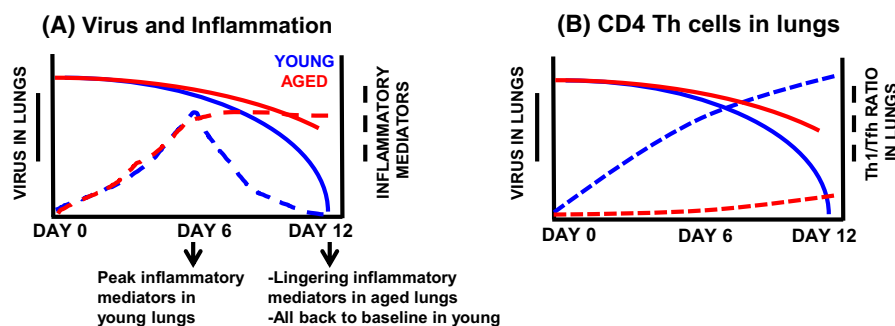 (A) Virus and Inflammation
YOUNG
AGED
VIRUS IN LUNGS
INFLAMMATORY
MEDIATORS
DAY 0
DAY 6
DAY 12
Peak inflammatory
mediators in
young lungs
-Lingering inflammatory
mediators in aged lungs
-All back to baseline in young
(B) CD4 Th cells in lungs
VIRUS IN LUNGS
Th1/Tfh RATIO
IN LUNGS
DAY 0
DAY 6
DAY 12